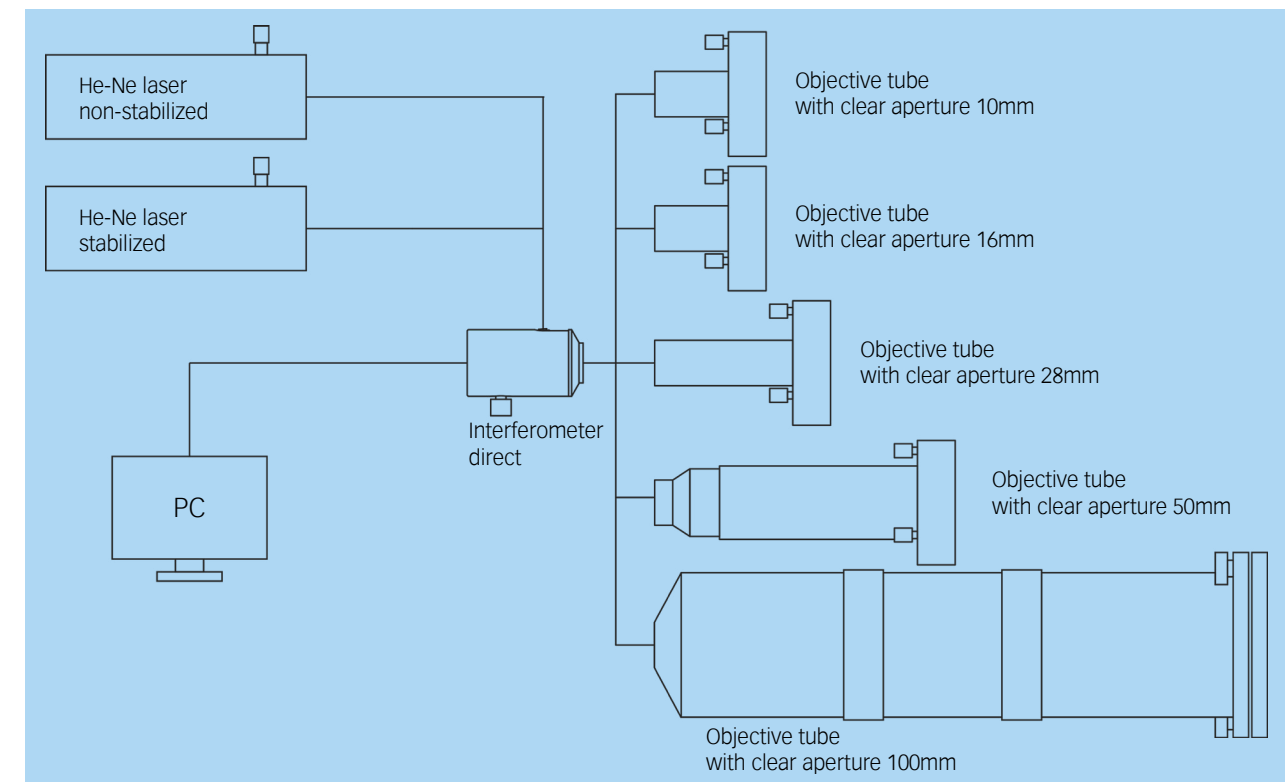 He-Ne laser
non-stabilized
He-Ne laser
stabilized
Objective tube
with clear aperture 10mm
Objective tube
with clear aperture 16mm
Objective tube
with clear aperture 28mm
Interferometer
direct
PC
Objective tube
with clear aperture 50mm
Objective tube
with clear aperture 100mm